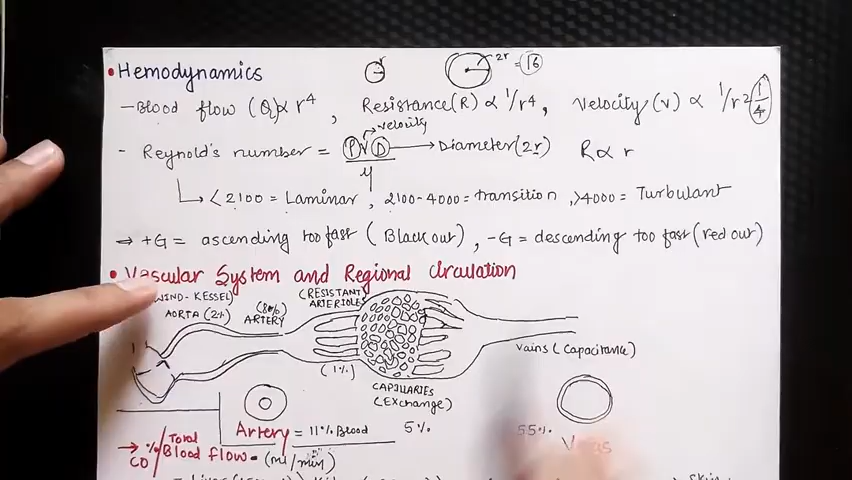 • Hemodynamics
r 2r = 16
- Blood flow (Q) ∝ r⁴, Resistance (R) ∝ 1/r⁴, Velocity (v) ∝ 1/r² 1/4
→ velocity
- Reynold's number = PVD → Diameter (2r) R ∝ r
η
↳ < 2100 = Laminar, 2100-4000 = transition, >4000 = Turbulant
⇒ +G = ascending too fast (Black out), -G = descending too fast (red out)
• Vascular System and Regional Circulation
WIND-KESSEL)
AORTA (2%)
(8%)
ARTERY
(RESISTANT
ARTERIOLES
(1%)
CAPILLARIES
(EXchange)
5%
vains (Capacitance)
55%
Artery = 11% Blood
→ % Total
CO Blood flow = (ml/min)